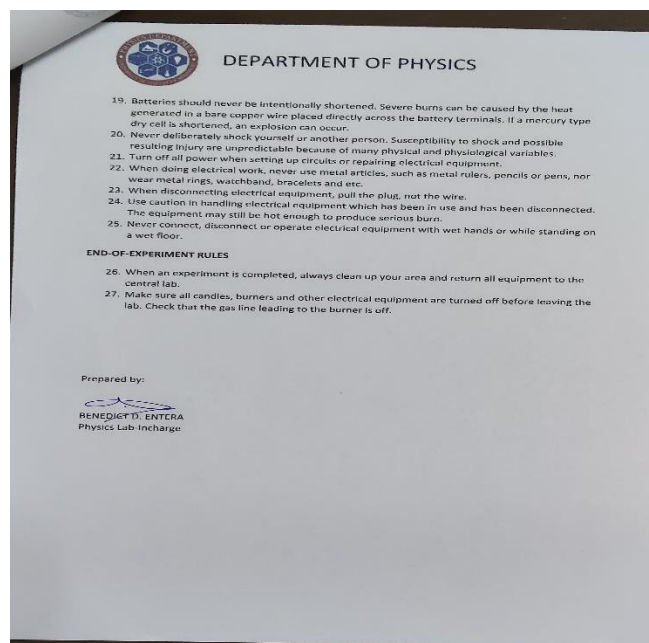 PHYSICS DEPARTMENT
DEPARTMENT OF PHYSICS
19. Batteries should never be intentionally shortened. Severe burns can be caused by the heat
generated in a bare copper wire placed directly across the battery terminals. If a mercury type
dry cell is shortened, an explosion can occur.
20. Never deliberately shock yourself or another person. Susceptibility to shock and possible
resulting injury are unpredictable because of many physical and physiological variables.
21. Turn off all power when setting up circuits or repairing electrical equipment.
22. When doing electrical work, never use metal articles, such as metal rulers, pencils or pens, nor
wear metal rings, watchband, bracelets and etc.
23. When disconnecting electrical equipment, pull the plug, not the wire.
24. Use caution in handling electrical equipment which has been in use and has been disconnected.
The equipment may still be hot enough to produce serious burn.
25. Never connect, disconnect or operate electrical equipment with wet hands or while standing on
a wet floor.
END-OF-EXPERIMENT RULES
26. When an experiment is completed, always clean up your area and return all equipment to the
central lab.
27. Make sure all candles, burners and other electrical equipment are turned off before leaving the
lab. Check that the gas line leading to the burner is off.
Prepared by:
BENEDICT D. ENTERA
Physics Lab-Incharge